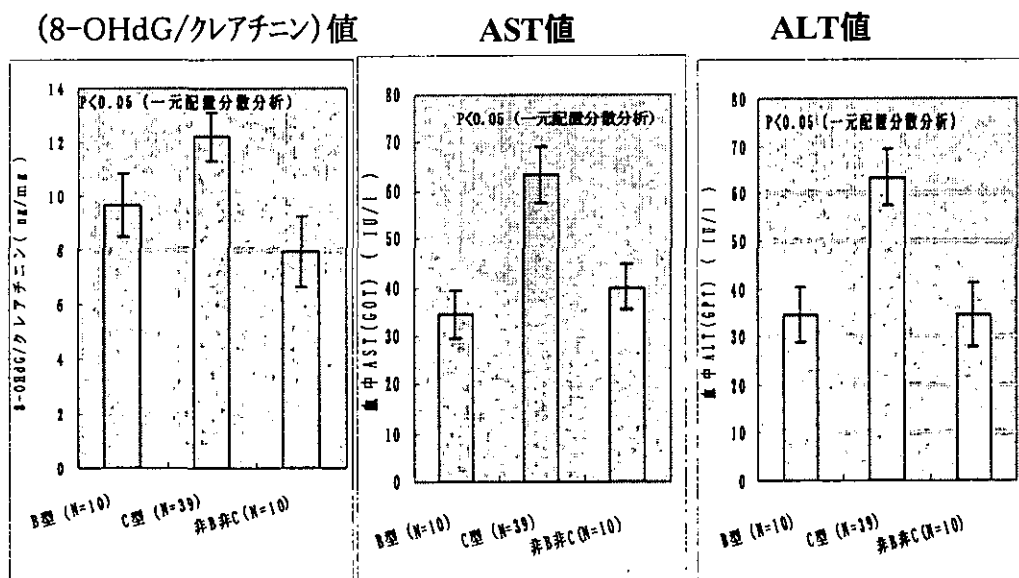 (8-OHdG/クレアチニン)値
AST値
ALT値
8-OHdG/クレアチニン( ng/mg )
14
12
10
8
6
4
2
0
P<0.05 (一元配置分散分析)
B型 (N=10)
C型 (N=39)
非B非C(N=10)
血中AST(GOT) ( IU/l )
80
70
60
50
40
30
20
10
0
P<0.05 (一元配置分散分析)
B型 (N=10)
C型 (N=39)
非B非C(N=10)
血中ALT(GPT) ( IU/l )
80
70
60
50
40
30
20
10
0
P<0.05 (一元配置分散分析)
B型 (N=10)
C型 (N=39)
非B非C(N=10)